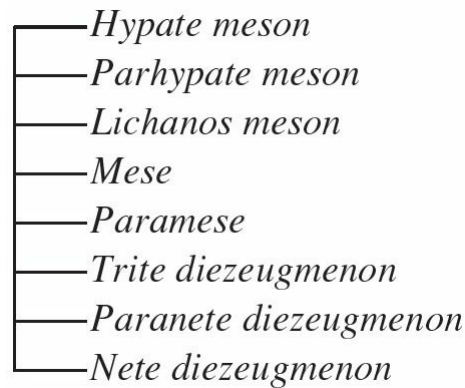 Hypate meson
Parhypate meson
Lichanos meson
Mese
Paramese
Trite diezeugmenon
Paranete diezeugmenon
Nete diezeugmenon